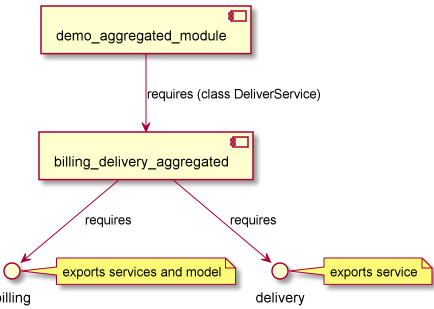 demo_aggregated_module
requires (class DeliverService)
billing_delivery_aggregated
requires
requires
exports services and model
exports service
billing
delivery